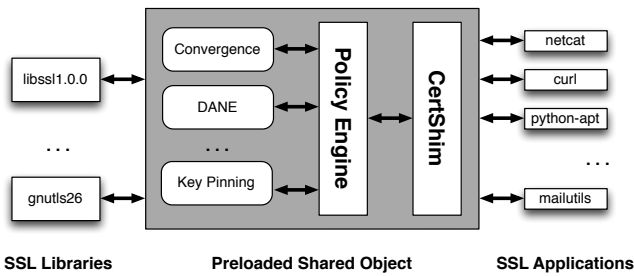 libssl1.0.0
. . .
gnutls26
SSL Libraries
Convergence
DANE
. . .
Key Pinning
Policy Engine
CertShim
Preloaded Shared Object
netcat
curl
python-apt
. . .
mailutils
SSL Applications